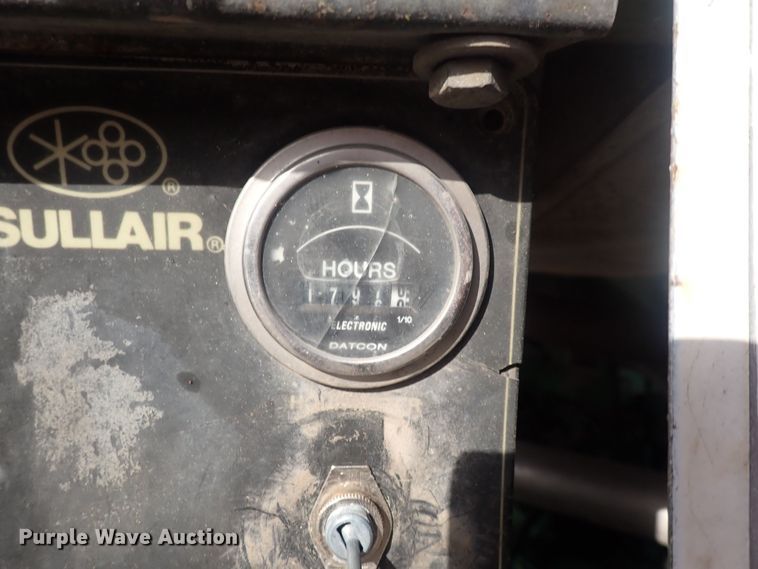 SULLAIR®
®
HOURS
1/10
ELECTRONIC
DATCON
Purple Wave Auction®